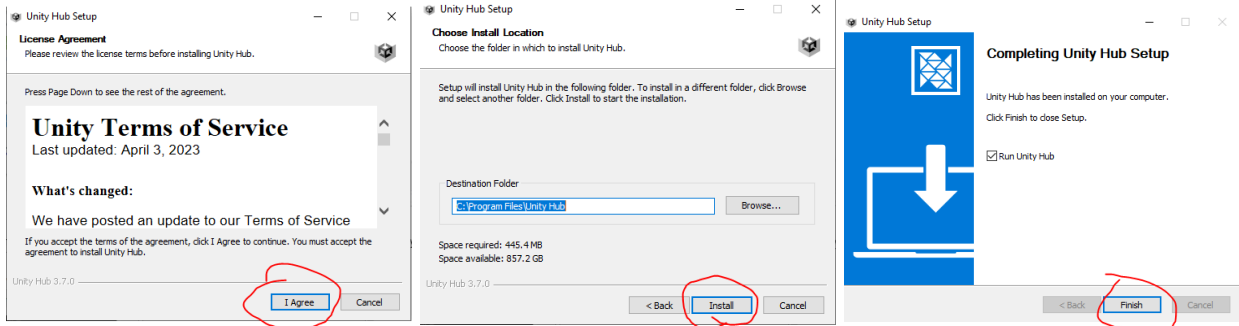 Unity Hub Setup
License Agreement
Please review the license terms before installing Unity Hub.
Press Page Down to see the rest of the agreement.
Unity Terms of Service
Last updated: April 3, 2023
What's changed:
We have posted an update to our Terms of Service
If you accept the terms of the agreement, click I Agree to continue. You must accept the
agreement to install Unity Hub.
Unity Hub 3.7.0
I Agree
Cancel
Unity Hub Setup
Choose Install Location
Choose the folder in which to install Unity Hub.
Setup will install Unity Hub in the following folder. To install in a different folder, click Browse
and select another folder. Click Install to start the installation.
Destination Folder
C:\Program Files\Unity Hub
Browse...
Space required: 445.4 MB
Space available: 857.2 GB
Unity Hub 3.7.0
< Back
Install
Cancel
Unity Hub Setup
Completing Unity Hub Setup
Unity Hub has been installed on your computer.
Click Finish to close Setup.
Run Unity Hub
< Back
Finish
Cancel